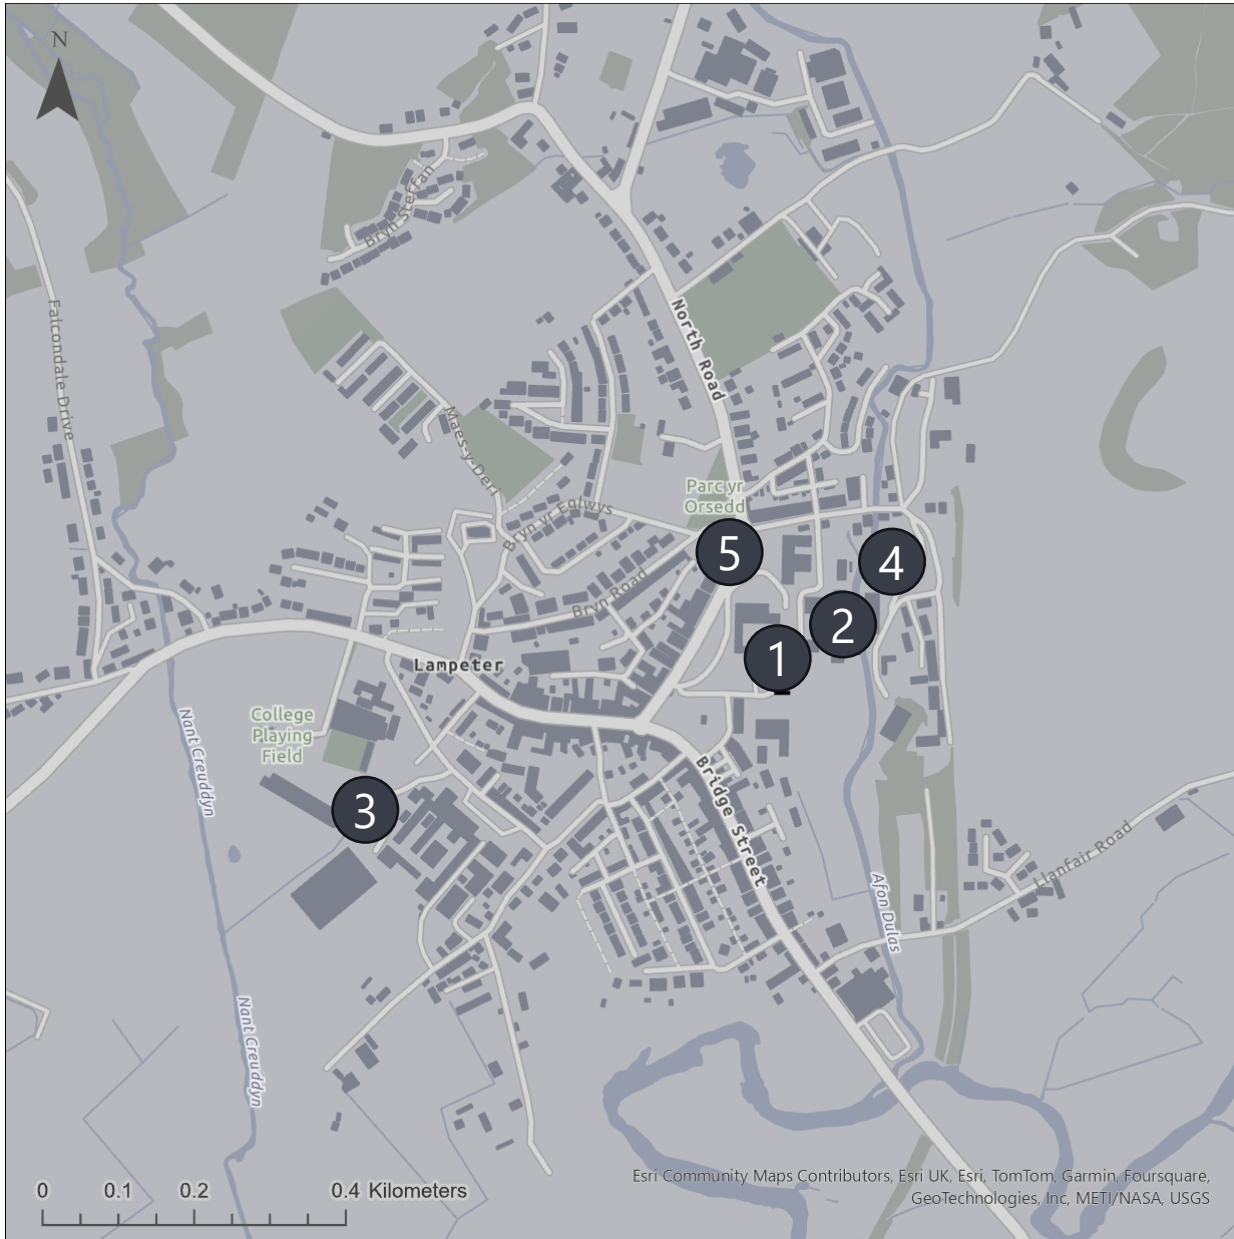 N
Bryn Steffan
Falcondale Drive
North Road
Maes-y-Deri
Parc yr
Orsedd
Bryn yr Eglwys
5
4
Bryn Road
2
1
Lampeter
College
Playing
Field
Nant Creuddyn
Bridge Street
3
Llanfair Road
Afon Dulas
Nant Creuddyn
0 0.1 0.2 0.4 Kilometers
Esri Community Maps Contributors, Esri UK, Esri, TomTom, Garmin, Foursquare,
GeoTechnologies, Inc, METI/NASA, USGS